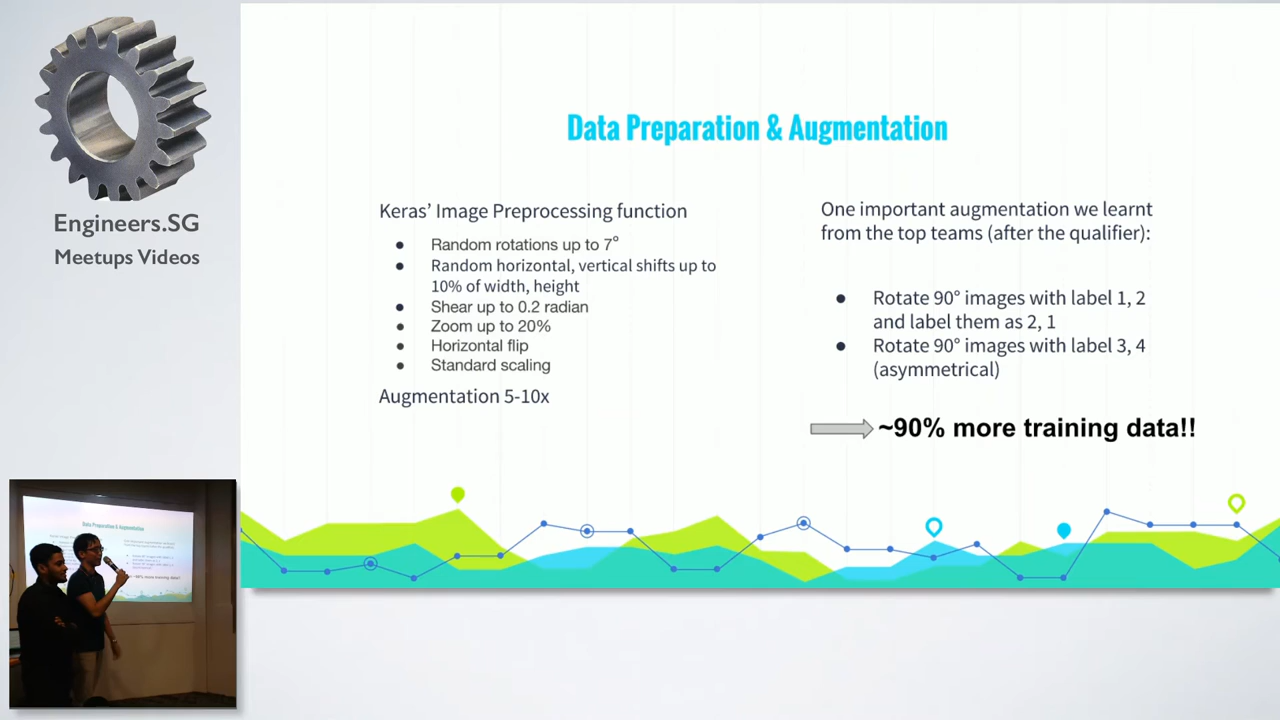 Engineers.SG
Meetups Videos
Data Preparation & Augmentation
Keras’ Image Preprocessing function
● Random rotations up to 7°
● Random horizontal, vertical shifts up to
10% of width, height
● Shear up to 0.2 radian
● Zoom up to 20%
● Horizontal flip
● Standard scaling
Augmentation 5-10x
One important augmentation we learnt
from the top teams (after the qualifier):
● Rotate 90° images with label 1, 2
and label them as 2, 1
● Rotate 90° images with label 3, 4
(asymmetrical)
~90% more training data!!
Data Preparation & Augmentation